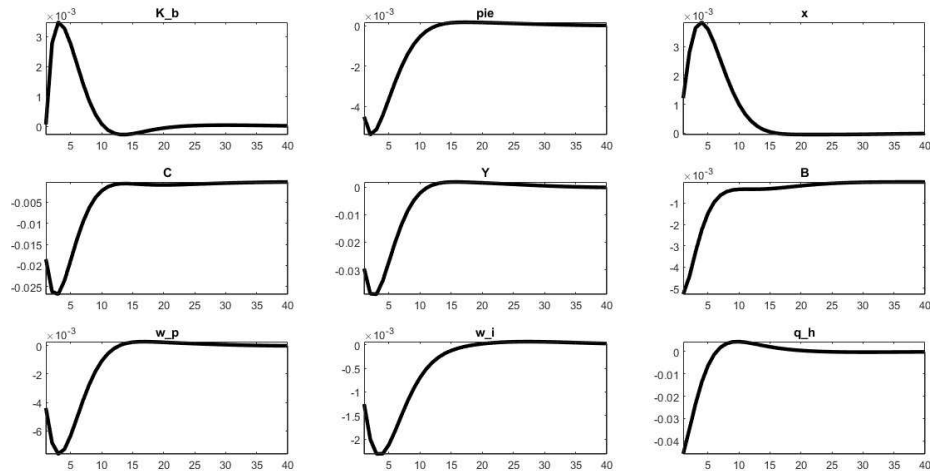 K_b pie x
×10^-3 ×10^-3 ×10^-3
3 2 1 0
5 10 15 20 25 30 35 40
0 -2 -4
5 10 15 20 25 30 35 40
3 2 1 0
5 10 15 20 25 30 35 40
C Y B
×10^-3
-0.005 -0.01 -0.015 -0.02 -0.025
5 10 15 20 25 30 35 40
0 -0.01 -0.02 -0.03
5 10 15 20 25 30 35 40
-1 -2 -3 -4 -5
5 10 15 20 25 30 35 40
w_p w_i q_h
×10^-3 ×10^-3
0 -2 -4 -6
5 10 15 20 25 30 35 40
0 -0.5 -1 -1.5 -2
5 10 15 20 25 30 35 40
0 -0.01 -0.02 -0.03 -0.04
5 10 15 20 25 30 35 40